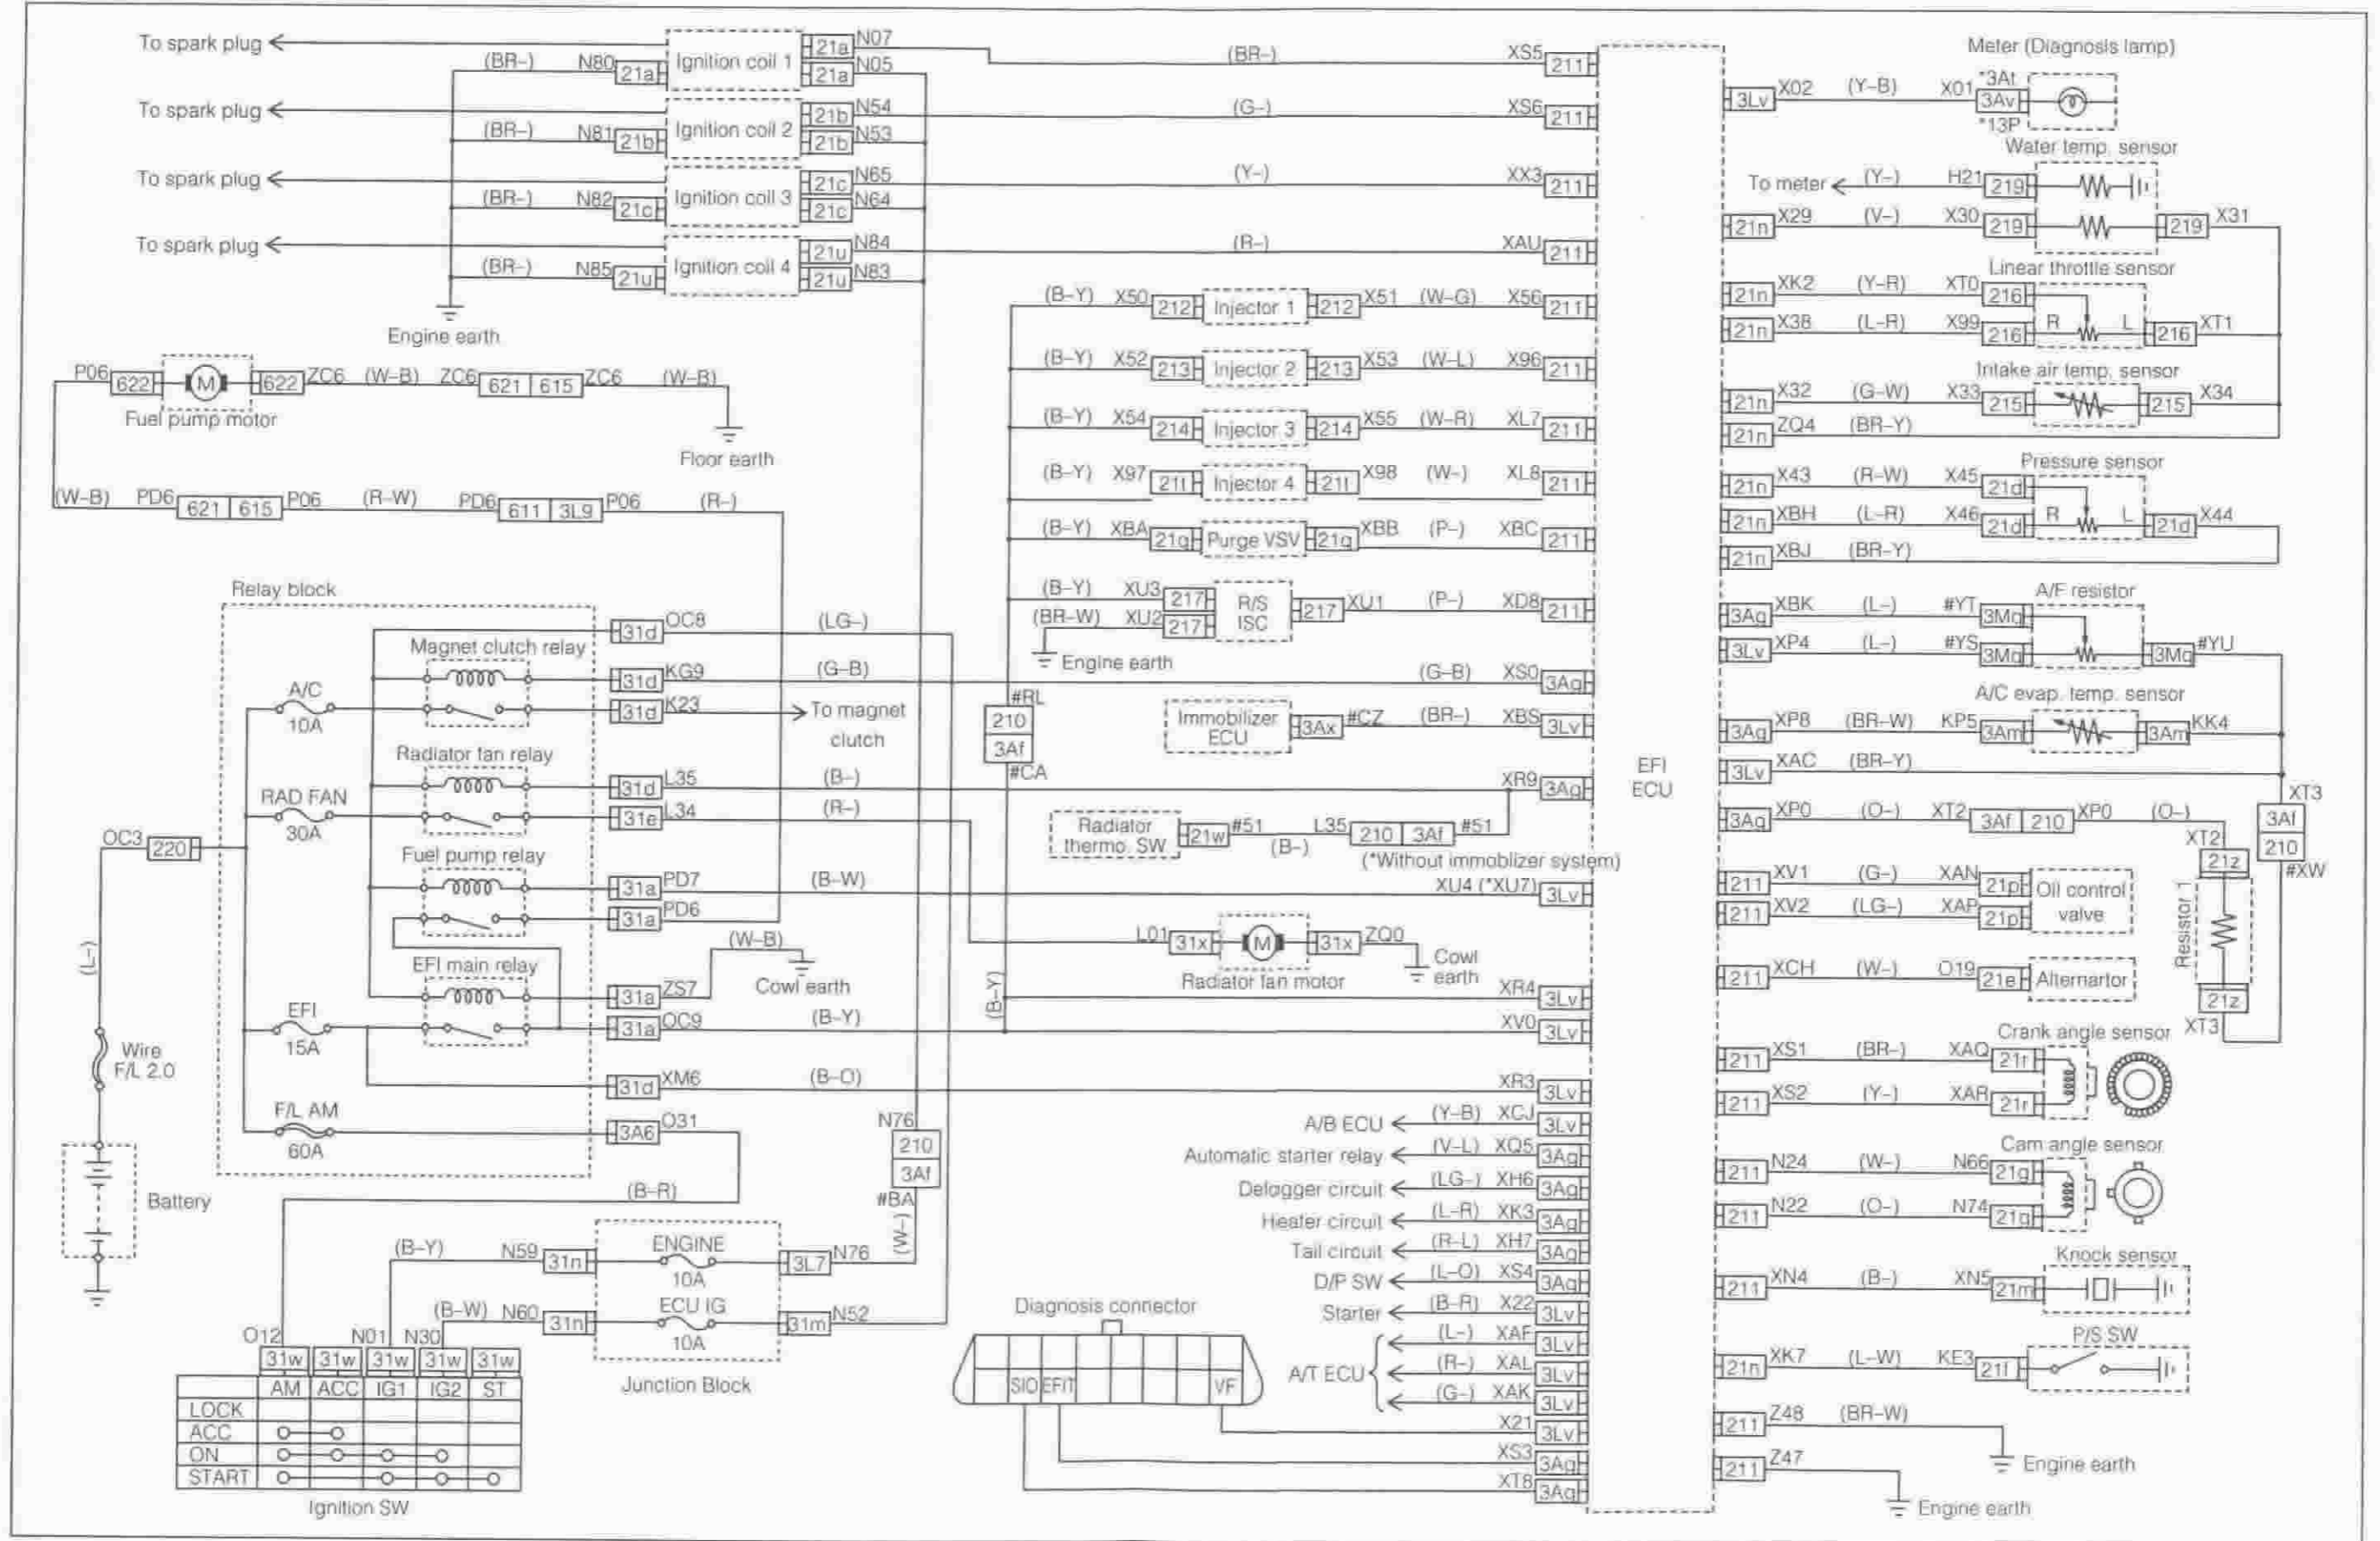 To spark plug
(BR-) N80 21a Ignition coil 1 21a N07
21a N05
(BR-) XS5 211
To spark plug
(BR-) N81 21b Ignition coil 2 21b N54
21b N53
(G-) XS6 211
To spark plug
(BR-) N82 21c Ignition coil 3 21c N65
21c N64
(Y-) XX3 211
To spark plug
(BR-) N85 21u Ignition coil 4 21u N84
21u N83
(R-) XAU 211
Engine earth
P06 622 M 622 ZC6 (W-B) ZC6 621 615 ZC6 (W-B)
Fuel pump motor
Floor earth
(W-B) PD6 621 615 P06 (R-W) PD6 611 3L9 P06 (R-)
(B-Y) X50 212 Injector 1 212 X51 (W-G) X56 211
(B-Y) X52 213 Injector 2 213 X53 (W-L) X96 211
(B-Y) X54 214 Injector 3 214 X55 (W-R) XL7 211
(B-Y) X97 Injector 4 X98 (W-) XL8 211
(B-Y) XBA Purge VSV XBB (P-) XBC 211
(B-Y) XU3 217 R/S
ISC 217 XU1 (P-) XD8 211
(BR-W) XU2 217
Engine earth
Relay block
31d OC8 (LG-)
Magnet clutch relay
31d KG9 (G-B) (G-B) XS0 3Ag
A/C
10A
31d K23 To magnet
clutch
#RL
210
3Af
#CA
Immobilizer
ECU 3Ax #CZ (BR-) XBS 3Lv
Radiator fan relay
31d L35 (B-) XR9 3Ag
RAD FAN
30A
31e L34 (R-)
Radiator
thermo. SW 21w #51 (B-) L35 210 3Af #51
(*Without immoblizer system)
OC3 220
Fuel pump relay
31a PD7 (B-W) XU4 (*XU7) 3Lv
31a PD6
(W-B)
Cowl earth
L01 31x M 31x ZQ0
Cowl
earth
Radiator fan motor
(L-)
EFI main relay
31a ZS7
(B-Y)
XR4 3Lv
EFI
15A
31a OC9 (B-Y) XV0 3Lv
Wire
F/L 2.0
31d XM6 (B-O) XR3 3Lv
F/L AM
60A
3A6 O31
N76
210
3Af
#BA
(W-)
(B-R)
Battery
(B-Y) N59 31n ENGINE
10A 3L7 N76
(B-W) N60 31n ECU IG
10A 31m N52
Junction Block
O12 N01 N30
31w 31w 31w 31w 31w
AM ACC IG1 IG2 ST
LOCK
ACC
ON
START
Ignition SW
A/B ECU (Y-B) XCJ 3Lv
Automatic starter relay (V-L) XQ5 3Ag
Defogger circuit (LG-) XH6 3Ag
Heater circuit (L-R) XK3 3Ag
Tail circuit (R-L) XH7 3Ag
D/P SW (L-O) XS4 3Ag
Starter (B-R) X22 3Lv
A/T ECU
(L-) XAF 3Lv
(R-) XAL 3Lv
(G-) XAK 3Lv
X21 3Lv
XS3 3Ag
XT8 3Ag
Diagnosis connector
SIO EFIT VF
EFI
ECU
Meter (Diagnosis lamp)
3Lv X02 (Y-B) X01 *3At
3Av
*13P
Water temp. sensor
To meter (Y-) H21 219
21n X29 (V-) X30 219 219 X31
Linear throttle sensor
21n XK2 (Y-R) XT0 216
21n X38 (L-R) X99 216 R L 216 XT1
Intake air temp. sensor
21n X32 (G-W) X33 215 215 X34
21n ZQ4 (BR-Y)
Pressure sensor
21n X43 (R-W) X45 21d
21n XBH (L-R) X46 21d R L 21d X44
21n XBJ (BR-Y)
A/F resistor
3Ag XBK (L-) #YT 3Mq
3Lv XP4 (L-) #YS 3Mq 3Mq #YU
A/C evap. temp. sensor
3Ag XP8 (BR-W) KP5 3Am 3Am KK4
3Lv XAC (BR-Y)
XT3
3Af
210
#XW
3Ag XP0 (O-) XT2 3Af 210 XP0 (O-)
XT2
21z
Resistor 1
21z
XT3
211 XV1 (G-) XAN 21p Oil control
valve
211 XV2 (LG-) XAP 21p
211 XCH (W-) O19 21e Alternartor
Crank angle sensor
211 XS1 (BR-) XAQ 21r
211 XS2 (Y-) XAR 21r
Cam angle sensor
211 N24 (W-) N66
211 N22 (O-) N74
Knock sensor
211 XN4 (B-) XN5 21m
P/S SW
21n XK7 (L-W) KE3
211 Z48 (BR-W)
Engine earth
211 Z47
Engine earth